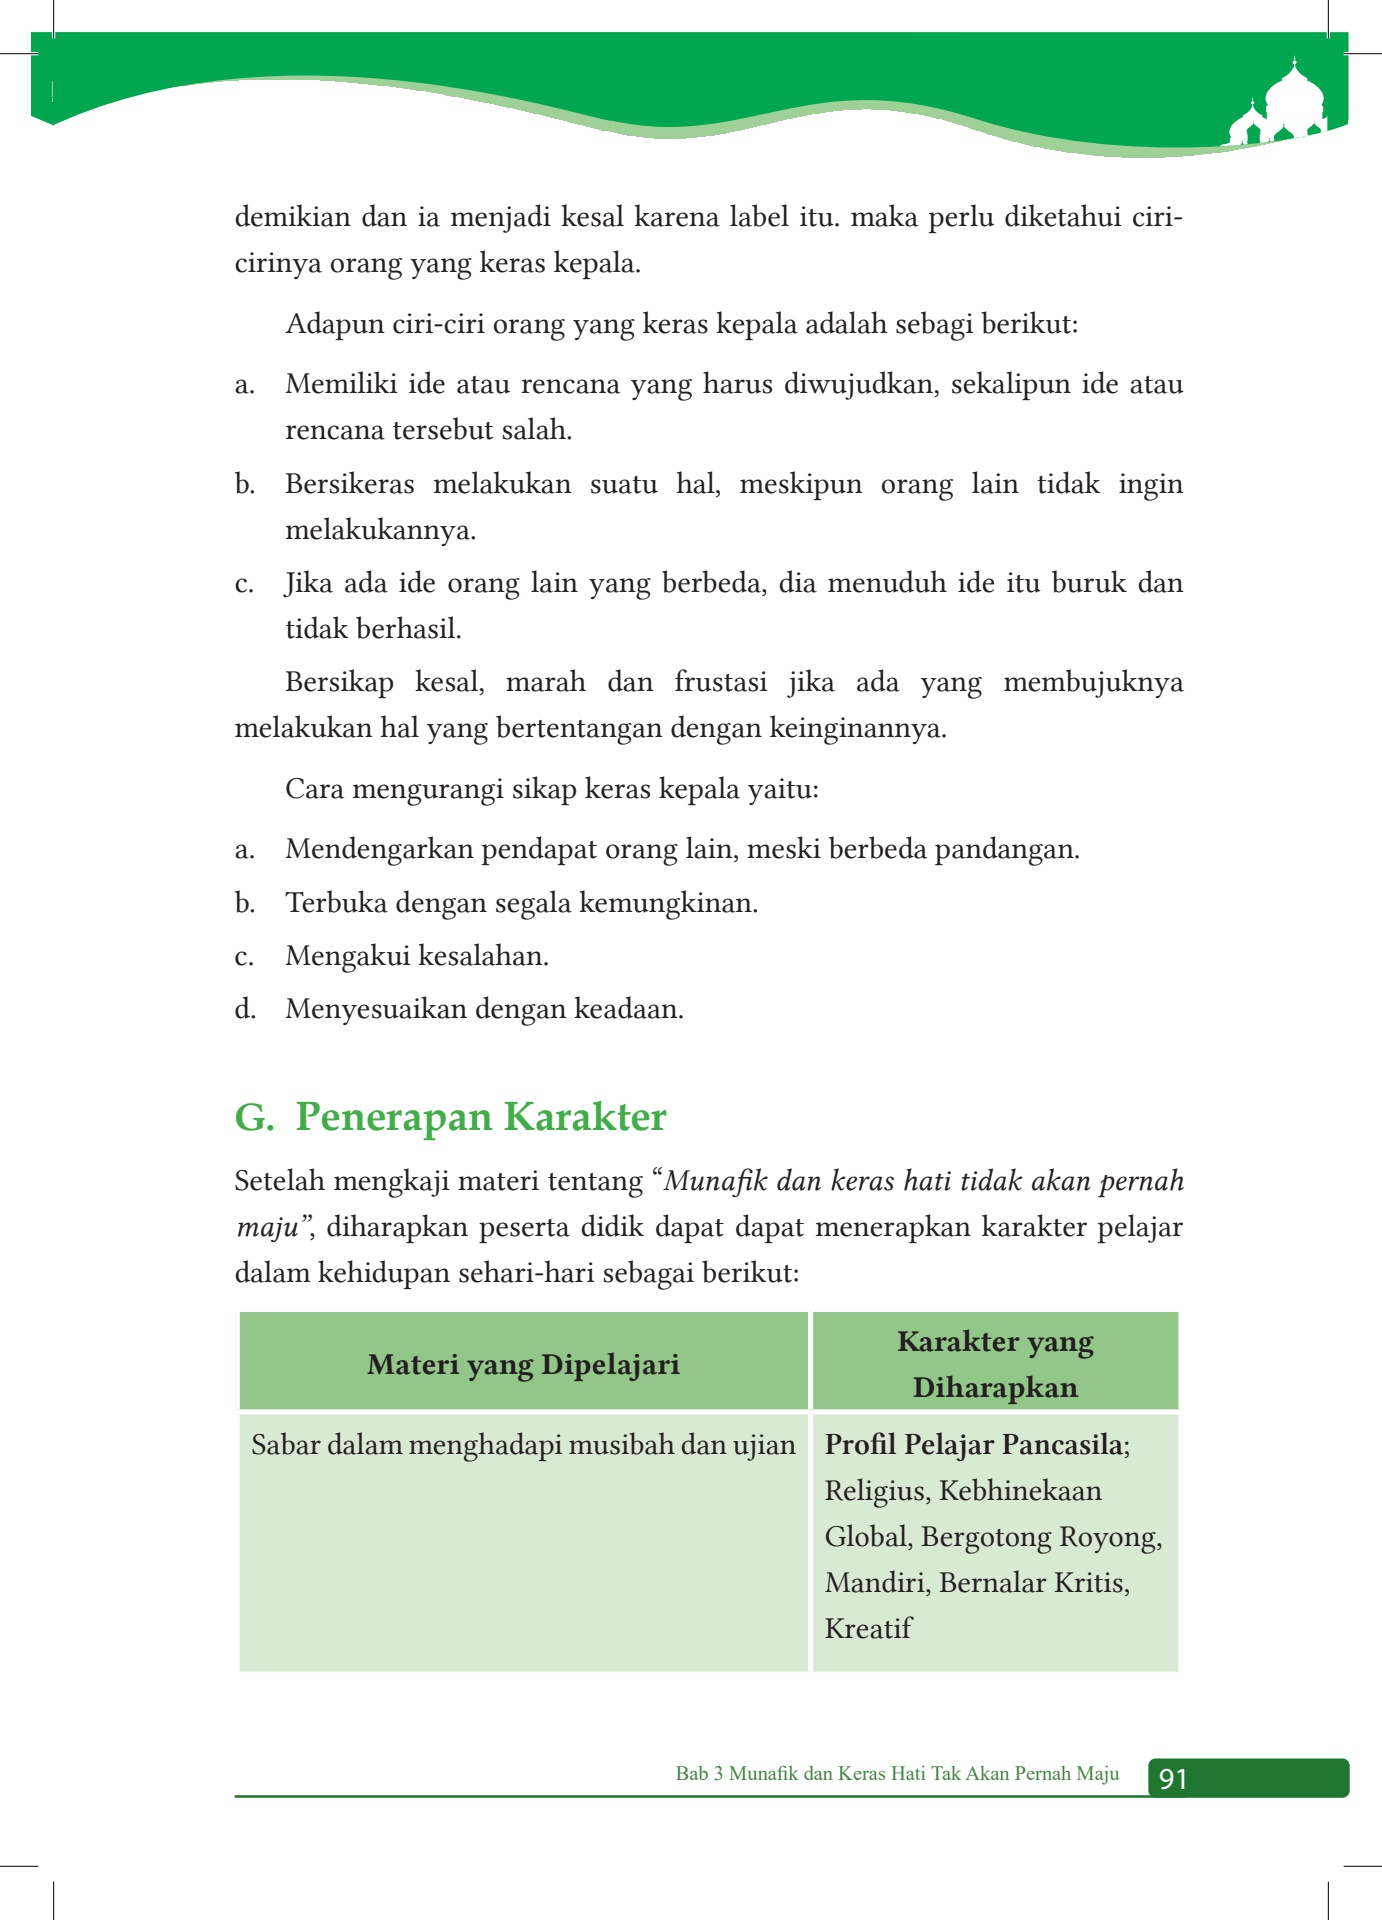 demikian dan ia menjadi kesal karena label itu. maka perlu diketahui ciri-
cirinya orang yang keras kepala.
Adapun ciri-ciri orang yang keras kepala adalah sebagi berikut:
a. Memiliki ide atau rencana yang harus diwujudkan, sekalipun ide atau
rencana tersebut salah.
b. Bersikeras melakukan suatu hal, meskipun orang lain tidak ingin
melakukannya.
c. Jika ada ide orang lain yang berbeda, dia menuduh ide itu buruk dan
tidak berhasil.
Bersikap kesal, marah dan frustasi jika ada yang membujuknya
melakukan hal yang bertentangan dengan keinginannya.
Cara mengurangi sikap keras kepala yaitu:
a. Mendengarkan pendapat orang lain, meski berbeda pandangan.
b. Terbuka dengan segala kemungkinan.
c. Mengakui kesalahan.
d. Menyesuaikan dengan keadaan.
G. Penerapan Karakter
Setelah mengkaji materi tentang “Munafik dan keras hati tidak akan pernah
maju”, diharapkan peserta didik dapat dapat menerapkan karakter pelajar
dalam kehidupan sehari-hari sebagai berikut:
Materi yang Dipelajari
Karakter yang
Diharapkan
Sabar dalam menghadapi musibah dan ujian
Profil Pelajar Pancasila;
Religius, Kebhinekaan
Global, Bergotong Royong,
Mandiri, Bernalar Kritis,
Kreatif
Bab 3 Munafik dan Keras Hati Tak Akan Pernah Maju
91